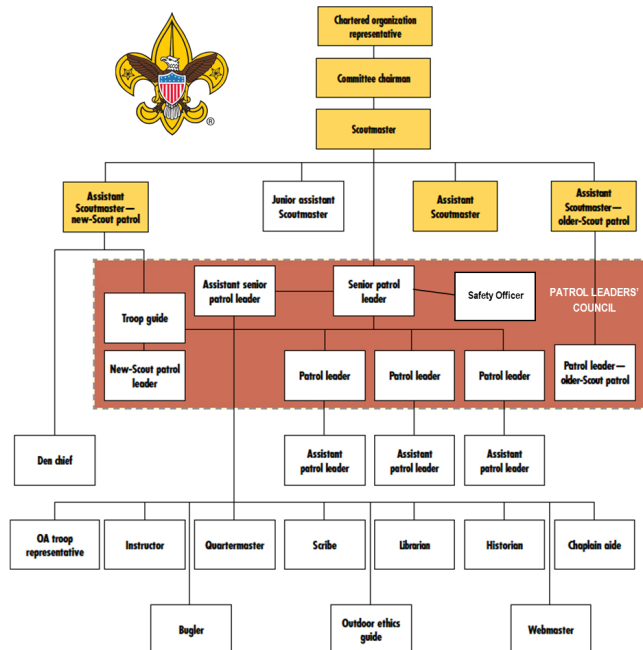 Chartered organization
representative
Committee chairman
Scoutmaster
®
Assistant
Scoutmaster—
new-Scout patrol
Junior assistant
Scoutmaster
Assistant
Scoutmaster
Assistant
Scoutmaster—
older-Scout patrol
Assistant senior
patrol leader
Senior patrol
leader
Safety Officer
PATROL LEADERS'
COUNCIL
Troop guide
New-Scout patrol
leader
Patrol leader
Patrol leader
Patrol leader
Patrol leader—
older-Scout patrol
Den chief
Assistant
patrol leader
Assistant
patrol leader
Assistant
patrol leader
OA troop
representative
Instructor
Quartermaster
Scribe
Librarian
Historian
Chaplain aide
Bugler
Outdoor ethics
guide
Webmaster